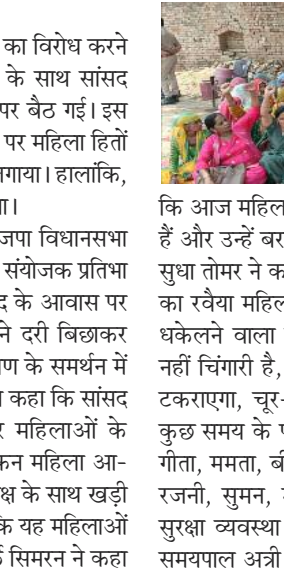 का विरोध करने
के साथ सांसद
पर बैठ गई। इस
पर महिला हितों
लगाया। हालांकि,
ा।
जपा विधानसभा
संयोजक प्रतिभा
द के आवास पर
ने दरी बिछाकर
ण के समर्थन में
कहा कि सांसद
र महिलाओं के
कन महिला आ-
क्ष के साथ खड़ी
कि यह महिलाओं
सिमरन ने कहा
कि आज महिल
हैं और उन्हें बर
सुधा तोमर ने क
का रवैया महिल
धकेलने वाला
नहीं चिंगारी है,
टकराएगा, चूर-
कुछ समय के प
गीता, ममता, बी
रजनी, सुमन,
सुरक्षा व्यवस्था
समयपाल अत्री